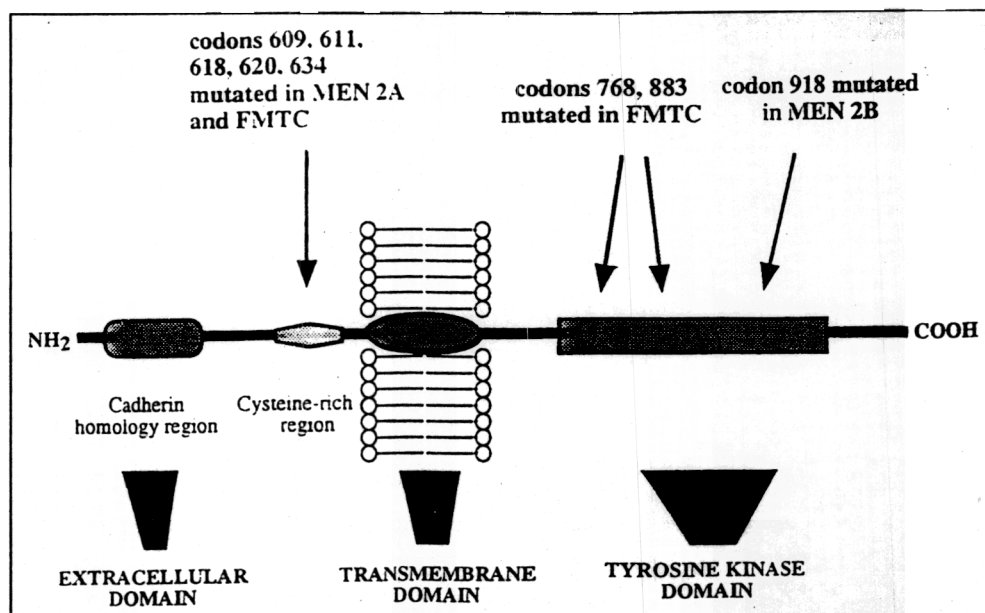 codons 609, 611,
618, 620, 634
mutated in MEN 2A
and FMTC
codons 768, 883
mutated in FMTC
codon 918 mutated
in MEN 2B
NH2
COOH
Cadherin
homology region
Cysteine-rich
region
EXTRACELLULAR
DOMAIN
TRANSMEMBRANE
DOMAIN
TYROSINE KINASE
DOMAIN